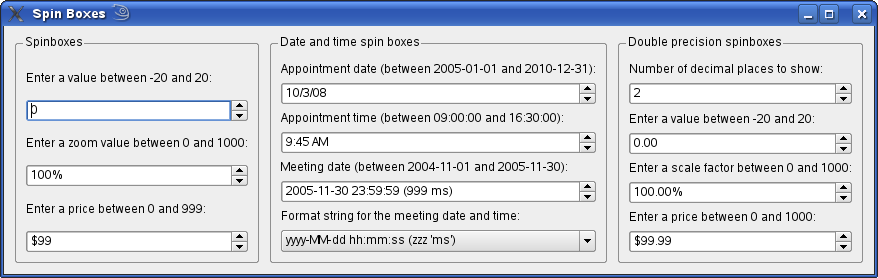 Spin Boxes
Spinboxes
Enter a value between -20 and 20:
0
Enter a zoom value between 0 and 1000:
100%
Enter a price between 0 and 999:
$99
Date and time spin boxes
Appointment date (between 2005-01-01 and 2010-12-31):
10/3/08
Appointment time (between 09:00:00 and 16:30:00):
9:45 AM
Meeting date (between 2004-11-01 and 2005-11-30):
2005-11-30 23:59:59 (999 ms)
Format string for the meeting date and time:
yyyy-MM-dd hh:mm:ss (zzz 'ms')
Double precision spinboxes
Number of decimal places to show:
2
Enter a value between -20 and 20:
0.00
Enter a scale factor between 0 and 1000:
100.00%
Enter a price between 0 and 1000:
$99.99